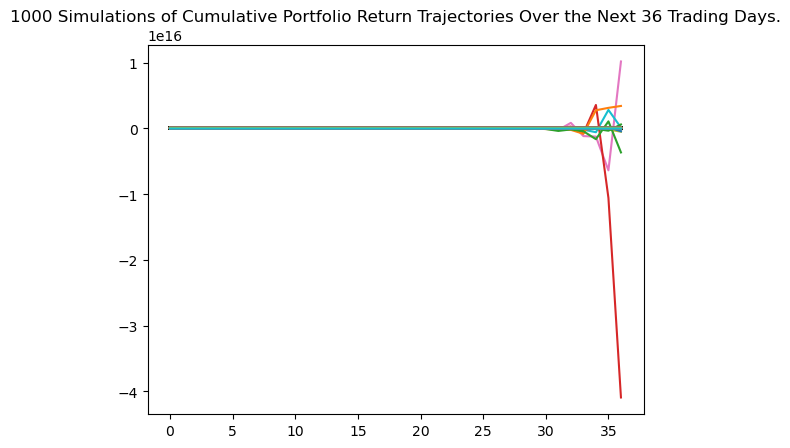 1000 Simulations of Cumulative Portfolio Return Trajectories Over the Next 36 Trading Days.
1e16
1
0
−1
−2
−3
−4
0 5 10 15 20 25 30 35